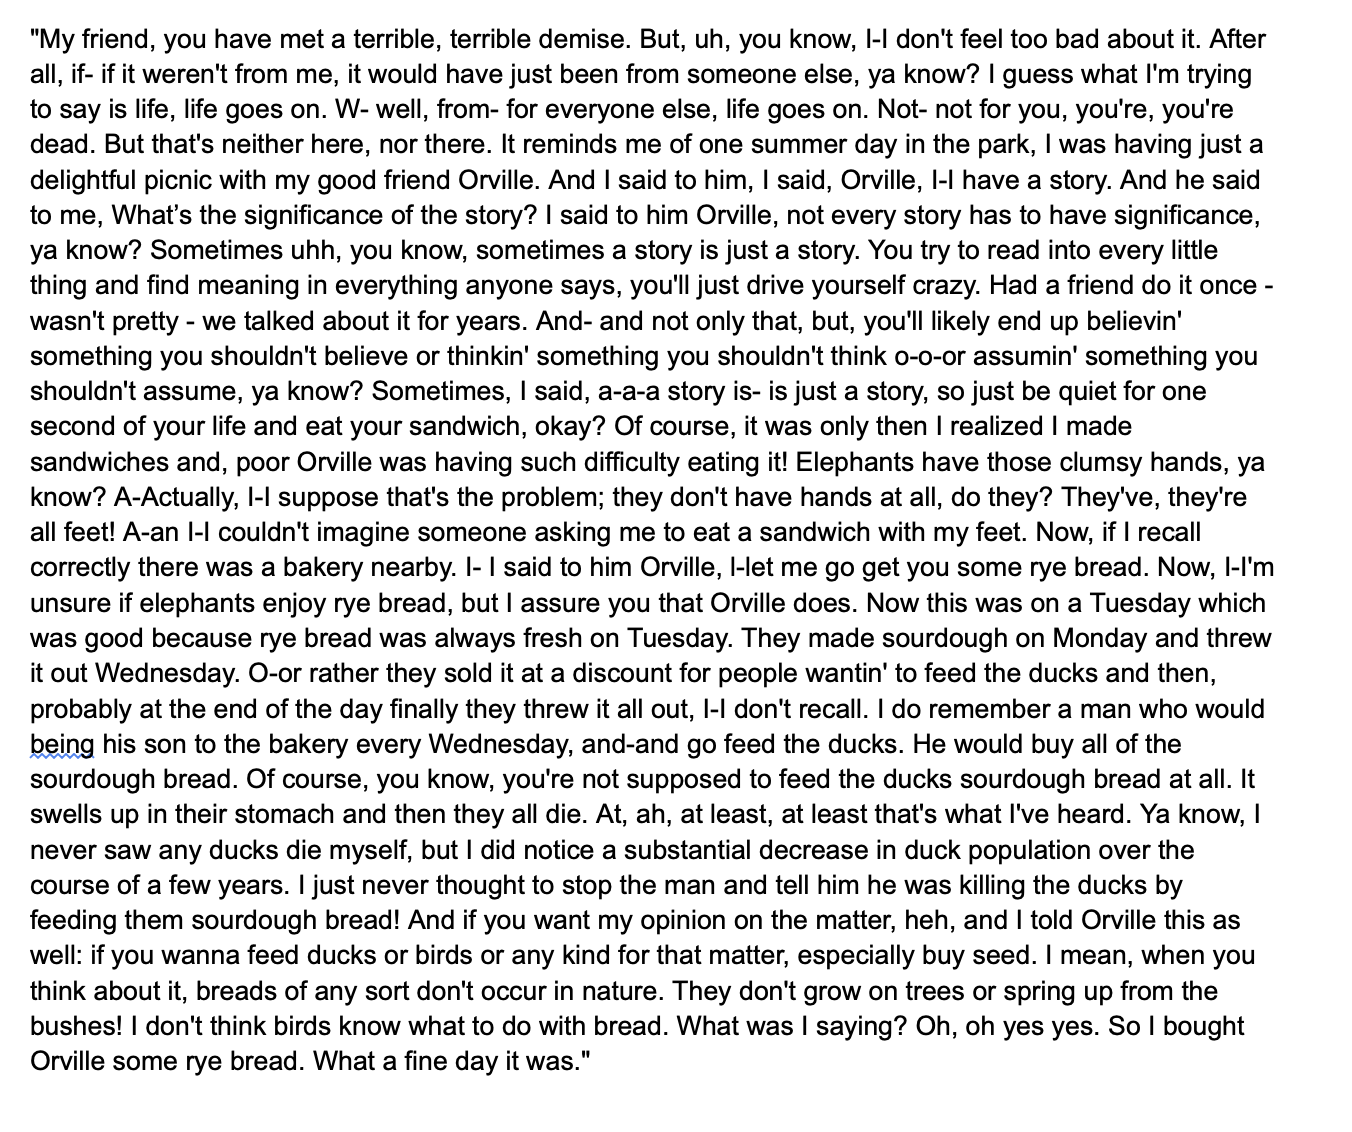 "My friend, you have met a terrible, terrible demise. But, uh, you know, I-I don't feel too bad about it. After
all, if- if it weren't from me, it would have just been from someone else, ya know? I guess what I'm trying
to say is life, life goes on. W- well, from- for everyone else, life goes on. Not- not for you, you're, you're
dead. But that's neither here, nor there. It reminds me of one summer day in the park, I was having just a
delightful picnic with my good friend Orville. And I said to him, I said, Orville, I-I have a story. And he said
to me, What’s the significance of the story? I said to him Orville, not every story has to have significance,
ya know? Sometimes uhh, you know, sometimes a story is just a story. You try to read into every little
thing and find meaning in everything anyone says, you'll just drive yourself crazy. Had a friend do it once -
wasn't pretty - we talked about it for years. And- and not only that, but, you'll likely end up believin'
something you shouldn't believe or thinkin' something you shouldn't think o-o-or assumin' something you
shouldn't assume, ya know? Sometimes, I said, a-a-a story is- is just a story, so just be quiet for one
second of your life and eat your sandwich, okay? Of course, it was only then I realized I made
sandwiches and, poor Orville was having such difficulty eating it! Elephants have those clumsy hands, ya
know? A-Actually, I-I suppose that's the problem; they don't have hands at all, do they? They've, they're
all feet! A-an I-I couldn't imagine someone asking me to eat a sandwich with my feet. Now, if I recall
correctly there was a bakery nearby. I- I said to him Orville, I-let me go get you some rye bread. Now, I-I'm
unsure if elephants enjoy rye bread, but I assure you that Orville does. Now this was on a Tuesday which
was good because rye bread was always fresh on Tuesday. They made sourdough on Monday and threw
it out Wednesday. O-or rather they sold it at a discount for people wantin' to feed the ducks and then,
probably at the end of the day finally they threw it all out, I-I don't recall. I do remember a man who would
being his son to the bakery every Wednesday, and-and go feed the ducks. He would buy all of the
sourdough bread. Of course, you know, you're not supposed to feed the ducks sourdough bread at all. It
swells up in their stomach and then they all die. At, ah, at least, at least that's what I've heard. Ya know, I
never saw any ducks die myself, but I did notice a substantial decrease in duck population over the
course of a few years. I just never thought to stop the man and tell him he was killing the ducks by
feeding them sourdough bread! And if you want my opinion on the matter, heh, and I told Orville this as
well: if you wanna feed ducks or birds or any kind for that matter, especially buy seed. I mean, when you
think about it, breads of any sort don't occur in nature. They don't grow on trees or spring up from the
bushes! I don't think birds know what to do with bread. What was I saying? Oh, oh yes yes. So I bought
Orville some rye bread. What a fine day it was."